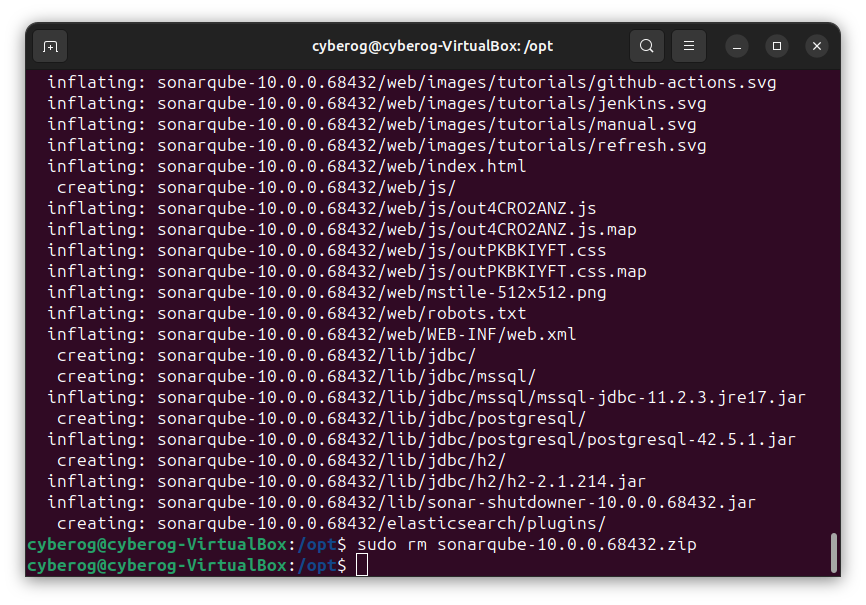 cyberog@cyberog-VirtualBox: /opt
inflating: sonarqube-10.0.0.68432/web/images/tutorials/github-actions.svg
inflating: sonarqube-10.0.0.68432/web/images/tutorials/jenkins.svg
inflating: sonarqube-10.0.0.68432/web/images/tutorials/manual.svg
inflating: sonarqube-10.0.0.68432/web/images/tutorials/refresh.svg
inflating: sonarqube-10.0.0.68432/web/index.html
creating: sonarqube-10.0.0.68432/web/js/
inflating: sonarqube-10.0.0.68432/web/js/out4CRO2ANZ.js
inflating: sonarqube-10.0.0.68432/web/js/out4CRO2ANZ.js.map
inflating: sonarqube-10.0.0.68432/web/js/outPKBKIYFT.css
inflating: sonarqube-10.0.0.68432/web/js/outPKBKIYFT.css.map
inflating: sonarqube-10.0.0.68432/web/mstile-512x512.png
inflating: sonarqube-10.0.0.68432/web/robots.txt
inflating: sonarqube-10.0.0.68432/web/WEB-INF/web.xml
creating: sonarqube-10.0.0.68432/lib/jdbc/
creating: sonarqube-10.0.0.68432/lib/jdbc/mssql/
inflating: sonarqube-10.0.0.68432/lib/jdbc/mssql/mssql-jdbc-11.2.3.jre17.jar
creating: sonarqube-10.0.0.68432/lib/jdbc/postgresql/
inflating: sonarqube-10.0.0.68432/lib/jdbc/postgresql/postgresql-42.5.1.jar
creating: sonarqube-10.0.0.68432/lib/jdbc/h2/
inflating: sonarqube-10.0.0.68432/lib/jdbc/h2/h2-2.1.214.jar
inflating: sonarqube-10.0.0.68432/lib/sonar-shutdowner-10.0.0.68432.jar
creating: sonarqube-10.0.0.68432/elasticsearch/plugins/
cyberog@cyberog-VirtualBox:/opt$ sudo rm sonarqube-10.0.0.68432.zip
cyberog@cyberog-VirtualBox:/opt$